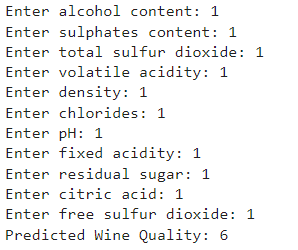 Enter alcohol content: 1
Enter sulphates content: 1
Enter total sulfur dioxide: 1
Enter volatile acidity: 1
Enter density: 1
Enter chlorides: 1
Enter pH: 1
Enter fixed acidity: 1
Enter residual sugar: 1
Enter citric acid: 1
Enter free sulfur dioxide: 1
Predicted Wine Quality: 6